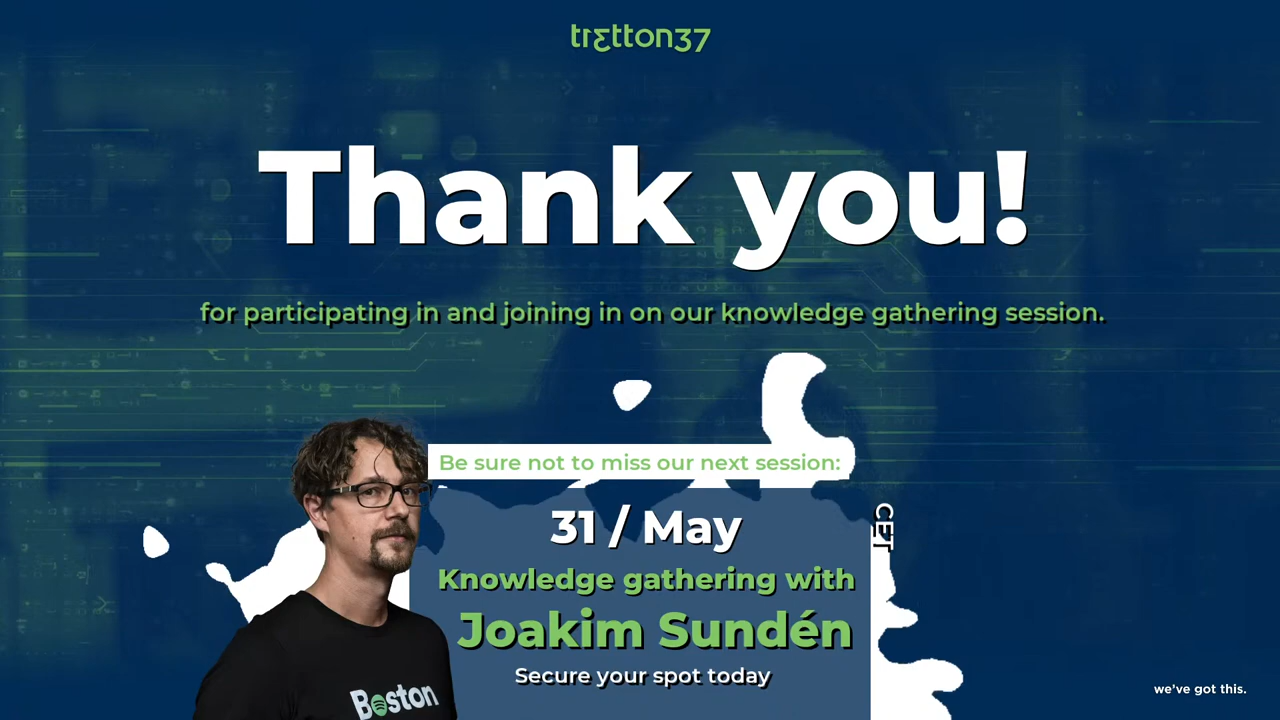 tretton37
Thank you!
for participating in and joining in on our knowledge gathering session.
Be sure not to miss our next session:
31 / May
CET
Knowledge gathering with
Joakim Sundén
Secure your spot today
Boston
we've got this.